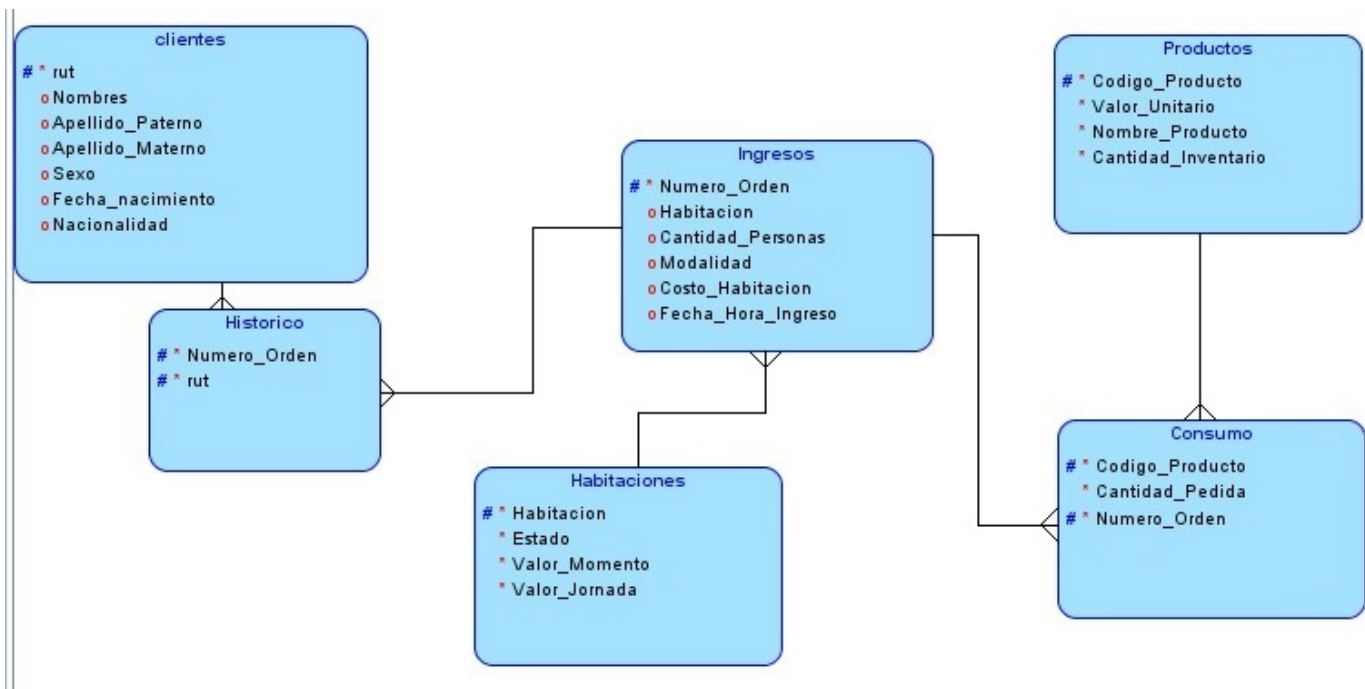 clientes
# * rut
o Nombres
o Apellido_Paterno
o Apellido_Materno
o Sexo
o Fecha_nacimiento
o Nacionalidad
Historico
# * Numero_Orden
# * rut
Ingresos
# * Numero_Orden
o Habitacion
o Cantidad_Personas
o Modalidad
o Costo_Habitacion
o Fecha_Hora_Ingreso
Habitaciones
# * Habitacion
* Estado
* Valor_Momento
* Valor_Jornada
Productos
# * Codigo_Producto
* Valor_Unitario
* Nombre_Producto
* Cantidad_Inventario
Consumo
# * Codigo_Producto
* Cantidad_Pedida
# * Numero_Orden